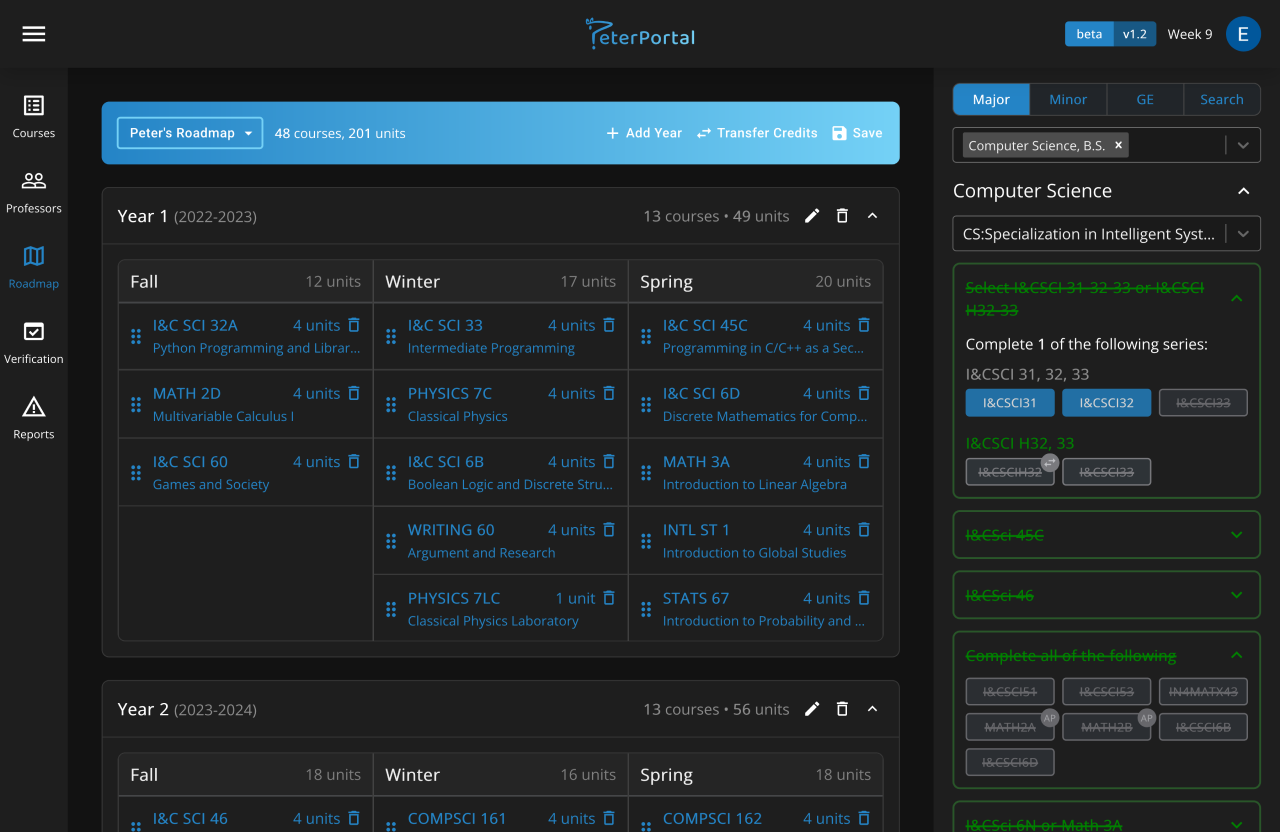 PeterPortal
beta v1.2 Week 9 E
Courses
Professors
Roadmap
Verification
Reports
Peter's Roadmap 48 courses, 201 units Add Year Transfer Credits Save
Year 1 (2022-2023) 13 courses • 49 units
Fall 12 units
I&C SCI 32A 4 units
Python Programming and Librar...
MATH 2D 4 units
Multivariable Calculus I
I&C SCI 60 4 units
Games and Society
Winter 17 units
I&C SCI 33 4 units
Intermediate Programming
PHYSICS 7C 4 units
Classical Physics
I&C SCI 6B 4 units
Boolean Logic and Discrete Stru...
WRITING 60 4 units
Argument and Research
PHYSICS 7LC 1 unit
Classical Physics Laboratory
Spring 20 units
I&C SCI 45C 4 units
Programming in C/C++ as a Sec...
I&C SCI 6D 4 units
Discrete Mathematics for Comp...
MATH 3A 4 units
Introduction to Linear Algebra
INTL ST 1 4 units
Introduction to Global Studies
STATS 67 4 units
Introduction to Probability and ...
Year 2 (2023-2024) 13 courses • 56 units
Fall 18 units
I&C SCI 46 4 units
Winter 16 units
COMPSCI 161 4 units
Spring 18 units
COMPSCI 162 4 units
Major Minor GE Search
Computer Science, B.S. ×
Computer Science
CS:Specialization in Intelligent Syst...
Select I&CSCI 31-32-33 or I&CSCI
H32-33
Complete 1 of the following series:
I&CSCI 31, 32, 33
I&CSCI31 I&CSCI32 I&CSCI33
I&CSCI H32, 33
I&CSCIH32 I&CSCI33
I&CSci 45C
I&CSci 46
Complete all of the following
I&CSCI51 I&CSCI53 IN4MATX43
MATH2A AP MATH2B AP I&CSCI6B
I&CSCI6D
I&CSci 6N or Math 3A